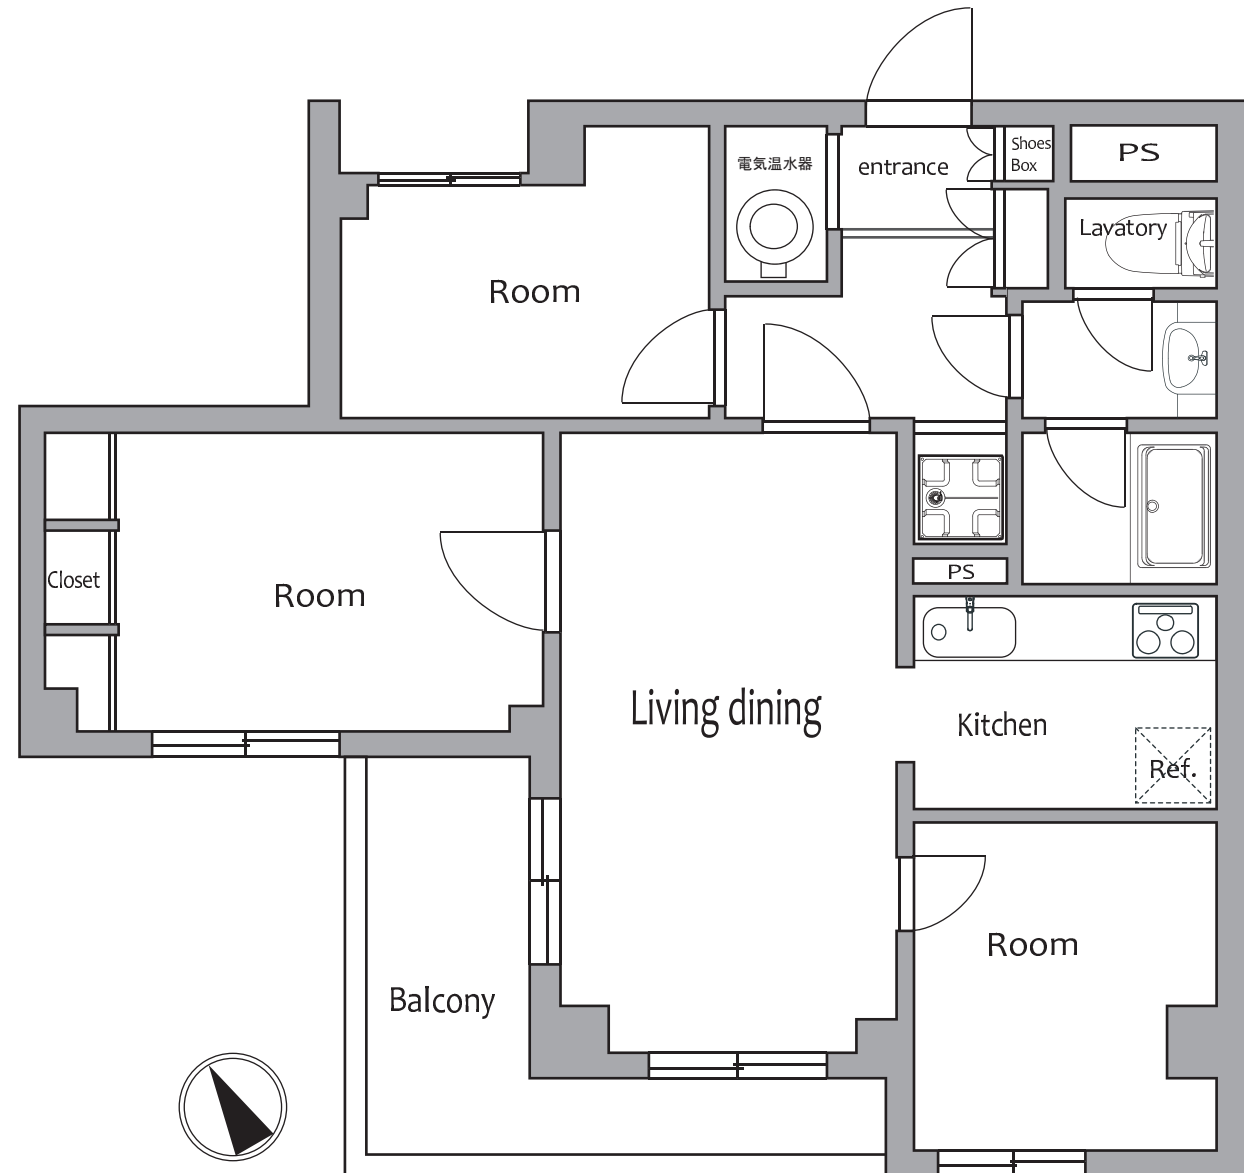 電気温水器
entrance
Shoes
Box
PS
Lavatory
Room
Closet
Room
PS
Living dining
Kitchen
Ref.
Room
Balcony